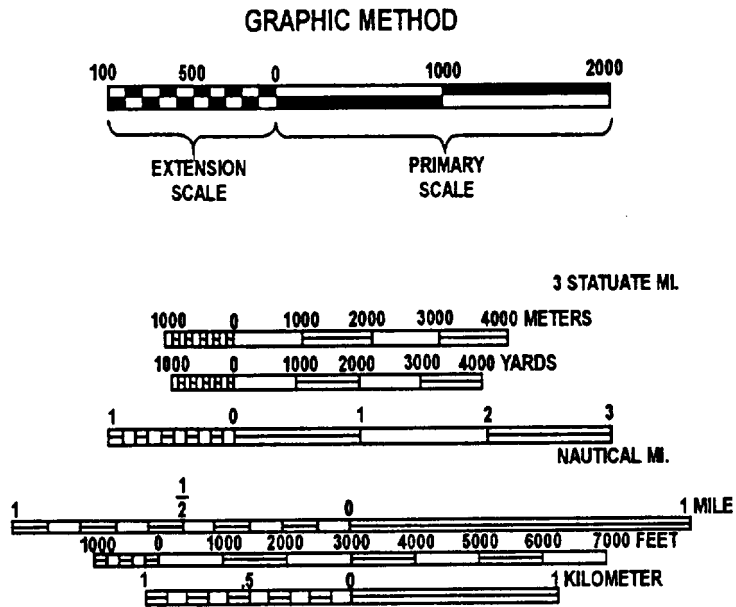 GRAPHIC METHOD
100 500 0 1000 2000
EXTENSION SCALE
PRIMARY SCALE
3 STATUATE MI.
1000 0 1000 2000 3000 4000 METERS
1000 0 1000 2000 3000 4000 YARDS
1 0 1 2 3
NAUTICAL MI.
1 1/2 0 1 MILE
1000 0 1000 2000 3000 4000 5000 6000 7000 FEET
1 .5 0 1 KILOMETER